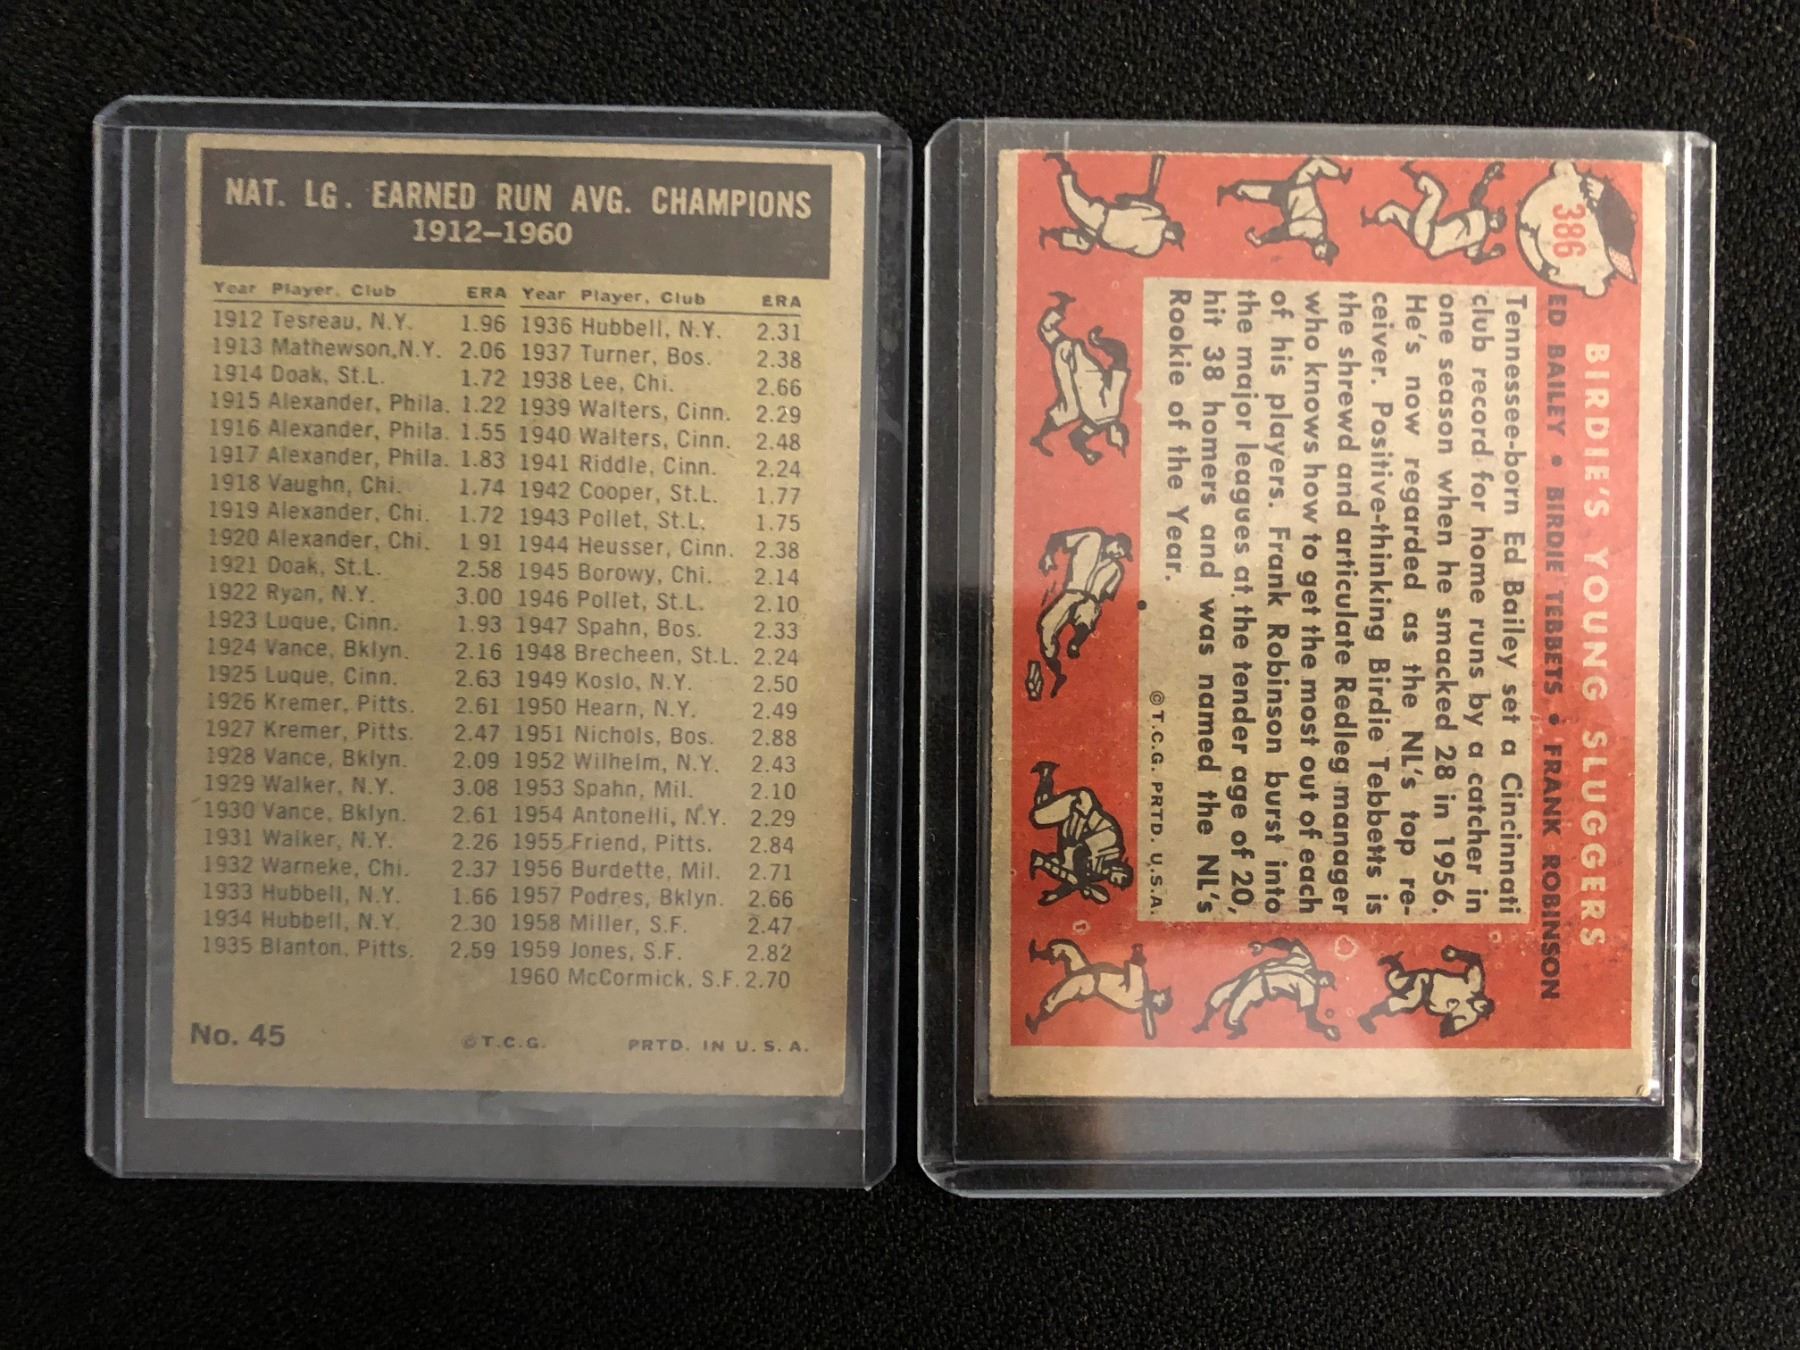 NAT. LG. EARNED RUN AVG. CHAMPIONS
1912–1960
Year Player, Club ERA Year Player, Club ERA
1912 Tesreau, N.Y. 1.96 1936 Hubbell, N.Y. 2.31
1913 Mathewson,N.Y. 2.06 1937 Turner, Bos. 2.38
1914 Doak, St.L. 1.72 1938 Lee, Chi. 2.66
1915 Alexander, Phila. 1.22 1939 Walters, Cinn. 2.29
1916 Alexander, Phila. 1.55 1940 Walters, Cinn. 2.48
1917 Alexander, Phila. 1.83 1941 Riddle, Cinn. 2.24
1918 Vaughn, Chi. 1.74 1942 Cooper, St.L. 1.77
1919 Alexander, Chi. 1.72 1943 Pollet, St.L. 1.75
1920 Alexander, Chi. 1 91 1944 Heusser, Cinn. 2.38
1921 Doak, St.L. 2.58 1945 Borowy, Chi. 2.14
1922 Ryan, N.Y. 3.00 1946 Pollet, St.L. 2.10
1923 Luque, Cinn. 1.93 1947 Spahn, Bos. 2.33
1924 Vance, Bklyn. 2.16 1948 Brecheen, St.L. 2.24
1925 Luque, Cinn. 2.63 1949 Koslo, N.Y. 2.50
1926 Kremer, Pitts. 2.61 1950 Hearn, N.Y. 2.49
1927 Kremer, Pitts. 2.47 1951 Nichols, Bos. 2.88
1928 Vance, Bklyn. 2.09 1952 Wilhelm, N.Y. 2.43
1929 Walker, N.Y. 3.08 1953 Spahn, Mil. 2.10
1930 Vance, Bklyn. 2.61 1954 Antonelli, N.Y. 2.29
1931 Walker, N.Y. 2.26 1955 Friend, Pitts. 2.84
1932 Warneke, Chi. 2.37 1956 Burdette, Mil. 2.71
1933 Hubbell, N.Y. 1.66 1957 Podres, Bklyn. 2.66
1934 Hubbell, N.Y. 2.30 1958 Miller, S.F. 2.47
1935 Blanton, Pitts. 2.59 1959 Jones, S.F. 2.82
1960 McCormick, S.F. 2.70
No. 45 ©T.C.G. PRTD. IN U. S. A.
386
BIRDIE'S YOUNG SLUGGERS
ED BAILEY • BIRDIE TEBBETS • FRANK ROBINSON
Tennessee-born Ed Bailey set a Cincinnati
club record for home runs by a catcher in
one season when he smacked 28 in 1956.
He's now regarded as the NL's top re-
ceiver. Positive-thinking Birdie Tebbetts is
the shrewd and articulate Redleg manager
who knows how to get the most out of each
of his players. Frank Robinson burst into
the major leagues at the tender age of 20,
hit 38 homers and was named the NL's
Rookie of the Year.
©T.C.G. PRTD. U.S.A.